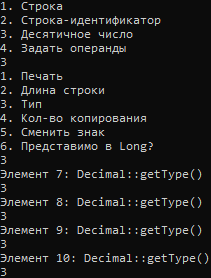 1. Строка
2. Строка-идентификатор
3. Десятичное число
4. Задать операнды
3
1. Печать
2. Длина строки
3. Тип
4. Кол-во копирования
5. Сменить знак
6. Представимо в Long?
3
Элемент 7: Decimal::getType()
3
Элемент 8: Decimal::getType()
3
Элемент 9: Decimal::getType()
3
Элемент 10: Decimal::getType()
3